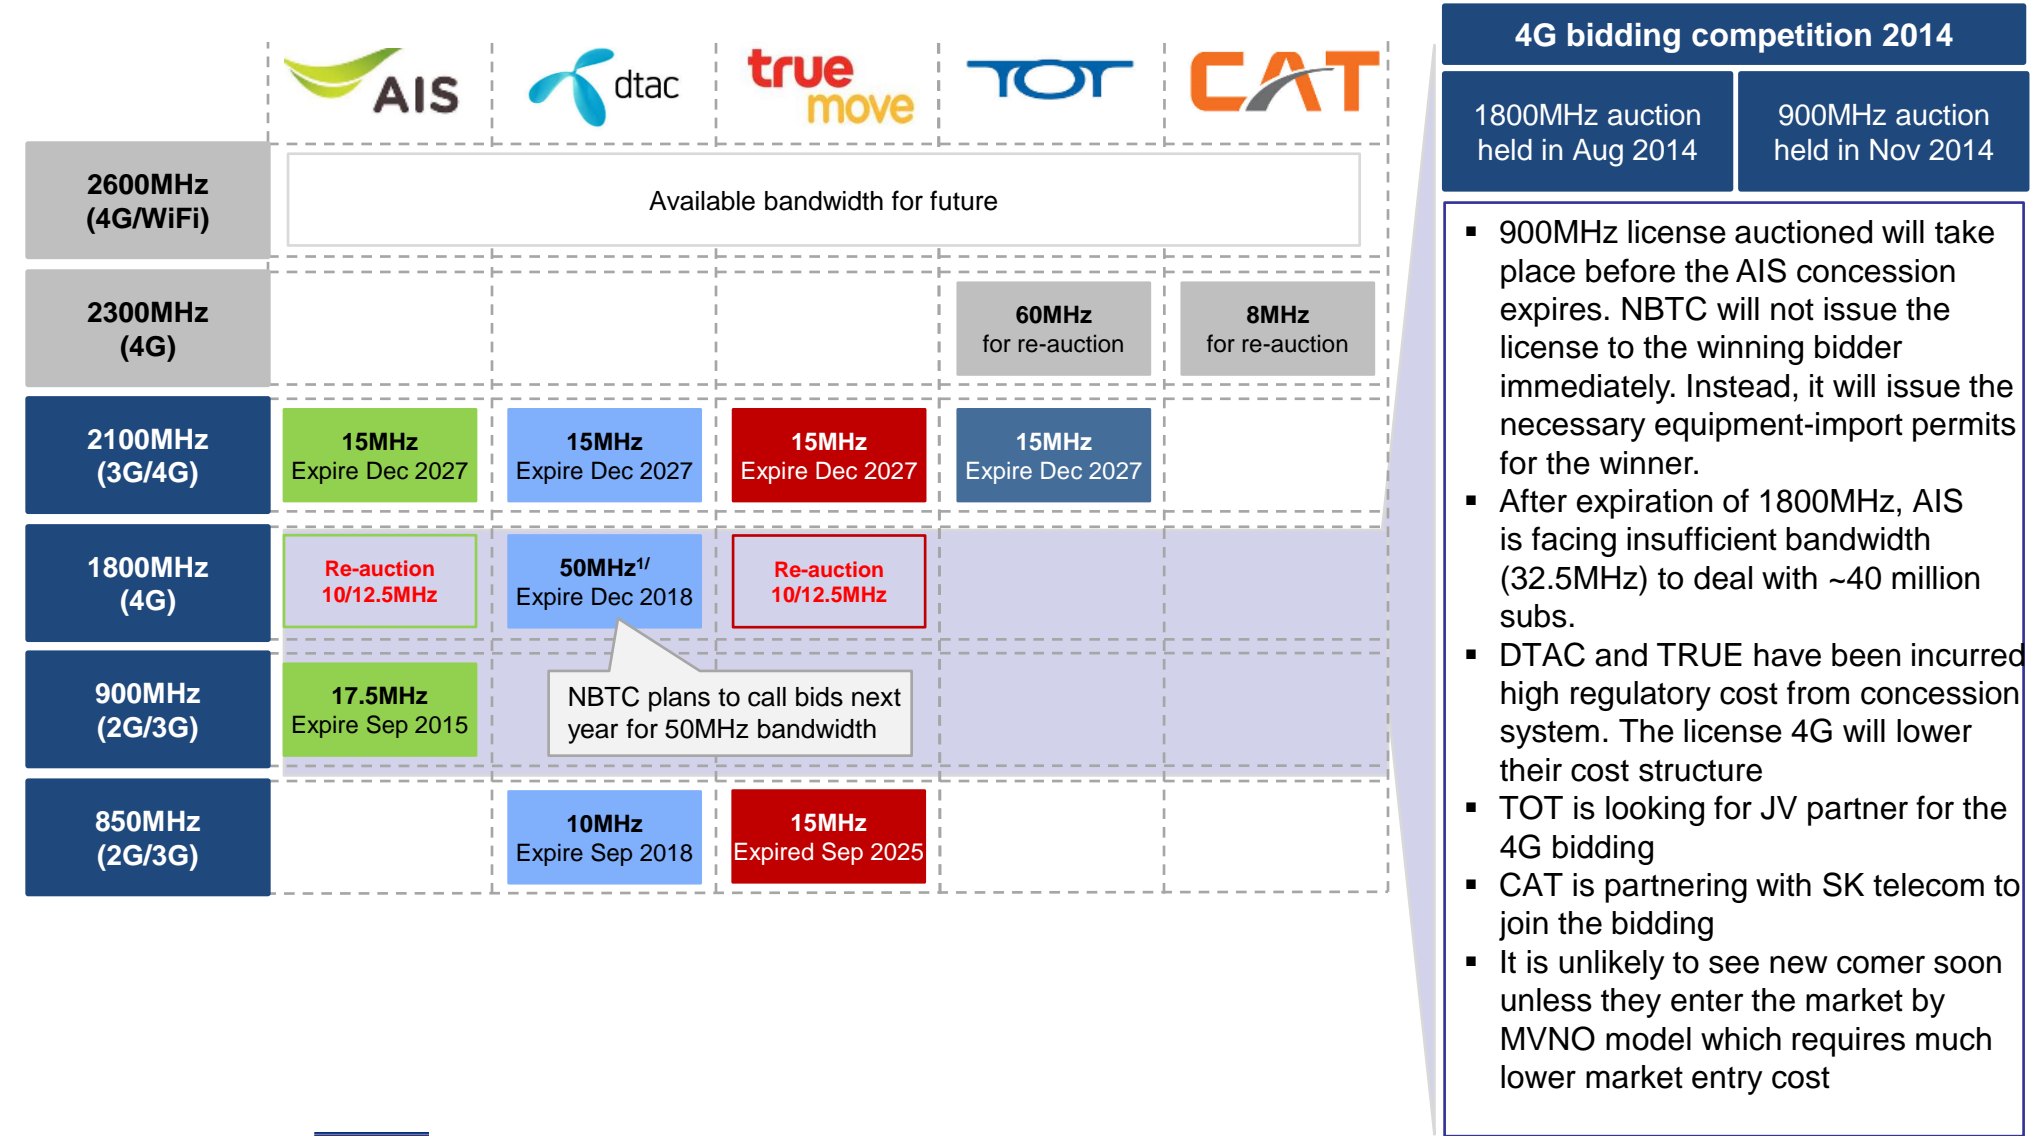 AIS
dtac
true
move
TOT
CAT
2600MHz
(4G/WiFi)
Available bandwidth for future
2300MHz
(4G)
60MHz
for re-auction
8MHz
for re-auction
2100MHz
(3G/4G)
15MHz
Expire Dec 2027
15MHz
Expire Dec 2027
15MHz
Expire Dec 2027
15MHz
Expire Dec 2027
1800MHz
(4G)
Re-auction
10/12.5MHz
50MHz1/
Expire Dec 2018
Re-auction
10/12.5MHz
900MHz
(2G/3G)
17.5MHz
Expire Sep 2015
NBTC plans to call bids next
year for 50MHz bandwidth
850MHz
(2G/3G)
10MHz
Expire Sep 2018
15MHz
Expired Sep 2025
4G bidding competition 2014
1800MHz auction
held in Aug 2014
900MHz auction
held in Nov 2014
▪ 900MHz license auctioned will take
place before the AIS concession
expires. NBTC will not issue the
license to the winning bidder
immediately. Instead, it will issue the
necessary equipment-import permits
for the winner.
▪ After expiration of 1800MHz, AIS
is facing insufficient bandwidth
(32.5MHz) to deal with ~40 million
subs.
▪ DTAC and TRUE have been incurred
high regulatory cost from concession
system. The license 4G will lower
their cost structure
▪ TOT is looking for JV partner for the
4G bidding
▪ CAT is partnering with SK telecom to
join the bidding
▪ It is unlikely to see new comer soon
unless they enter the market by
MVNO model which requires much
lower market entry cost